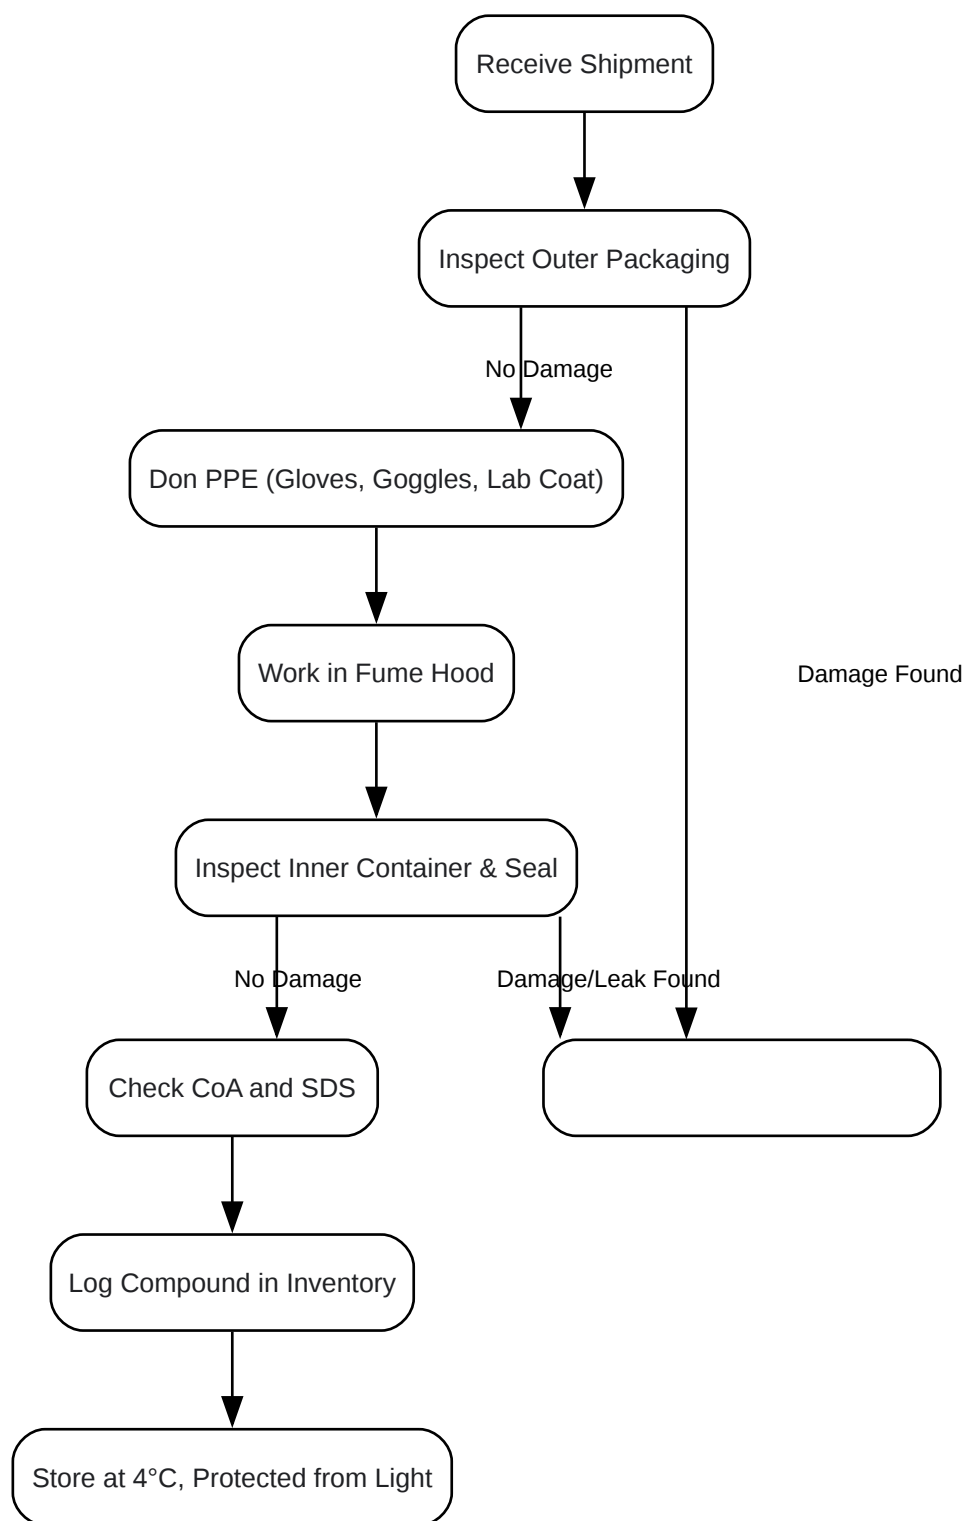 Receive Shipment
Inspect Outer Packaging
No Damage
Don PPE (Gloves, Goggles, Lab Coat)
Work in Fume Hood
Damage Found
Inspect Inner Container & Seal
No Damage
Damage/Leak Found
Check CoA and SDS
Log Compound in Inventory
Store at 4°C, Protected from Light